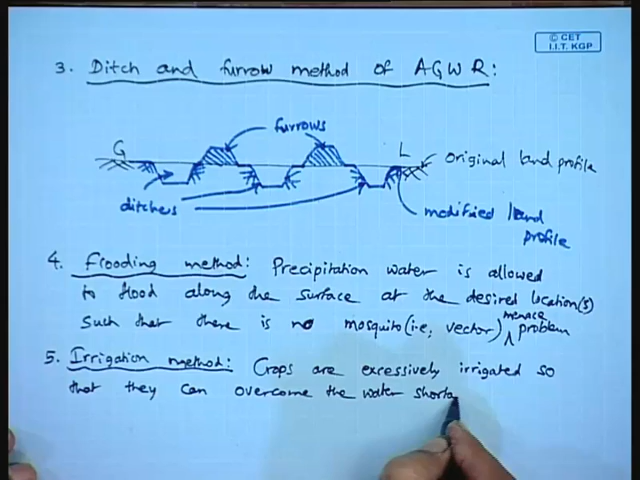 © CET
I.I.T. KGP
3. Ditch and furrow method of AGWR:
furrows
G
L
original land profile
ditchers
modified land
profile
4. Flooding method: Precipitation water is allowed
to flood along the surface at the desired location(s)
such that there is no mosquito (i.e, vector) menace problem
5. Irrigation method: Crops are excessively irrigated so
that they can overcome the water shorta